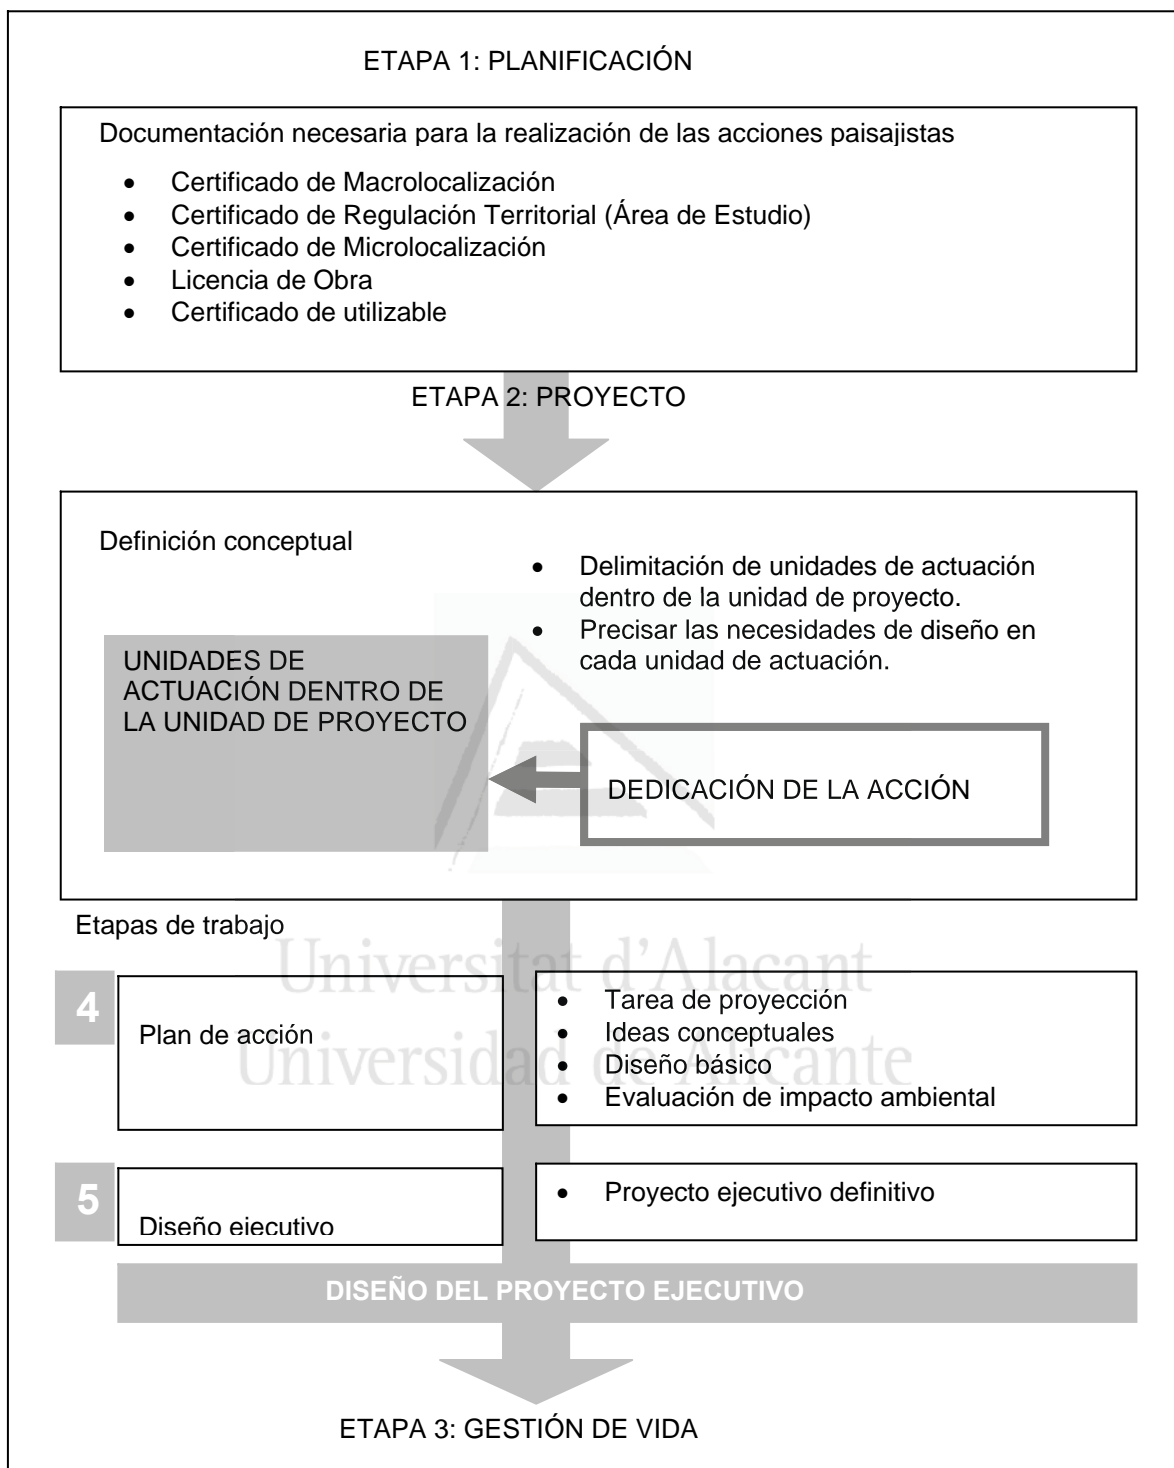 ETAPA 1: PLANIFICACIÓN
Documentación necesaria para la realización de las acciones paisajistas
• Certificado de Macrolocalización
• Certificado de Regulación Territorial (Área de Estudio)
• Certificado de Microlocalización
• Licencia de Obra
• Certificado de utilizable
ETAPA 2: PROYECTO
Definición conceptual
• Delimitación de unidades de actuación
dentro de la unidad de proyecto.
• Precisar las necesidades de diseño en
cada unidad de actuación.
UNIDADES DE
ACTUACIÓN DENTRO DE
LA UNIDAD DE PROYECTO
DEDICACIÓN DE LA ACCIÓN
Etapas de trabajo
Universitat d'Alacant
Universidad de Alicante
4
Plan de acción
• Tarea de proyección
• Ideas conceptuales
• Diseño básico
• Evaluación de impacto ambiental
5
Diseño ejecutivo
• Proyecto ejecutivo definitivo
DISEÑO DEL PROYECTO EJECUTIVO
ETAPA 3: GESTIÓN DE VIDA